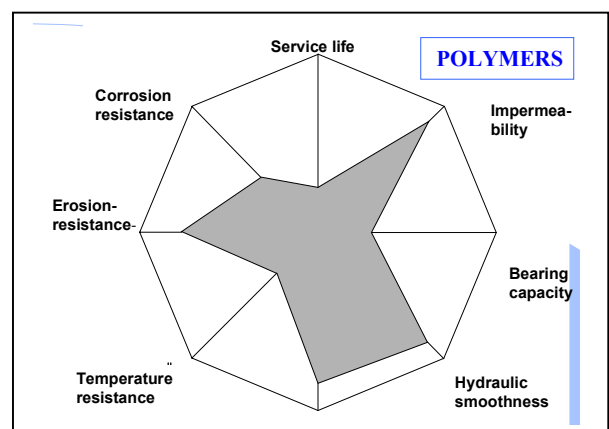 Service life
POLYMERS
Corrosion
resistance
Impermea-
bility
Erosion-
resistance-
Bearing
capacity
Temperature
resistance
Hydraulic
smoothness